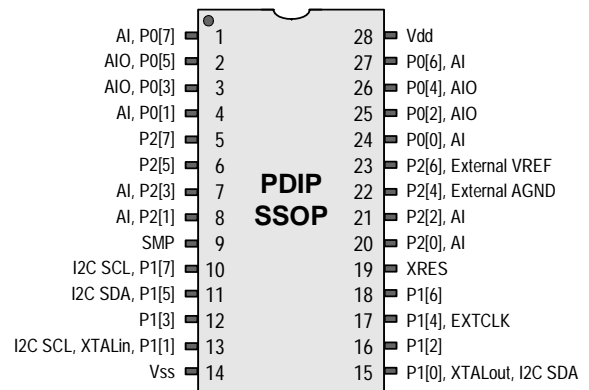 AI, P0[7] 1 28 Vdd
AIO, P0[5] 2 27 P0[6], AI
AIO, P0[3] 3 26 P0[4], AIO
AI, P0[1] 4 25 P0[2], AIO
P2[7] 5 24 P0[0], AI
P2[5] 6 23 P2[6], External VREF
AI, P2[3] 7 PDIP 22 P2[4], External AGND
AI, P2[1] 8 SSOP 21 P2[2], AI
SMP 9 20 P2[0], AI
I2C SCL, P1[7] 10 19 XRES
I2C SDA, P1[5] 11 18 P1[6]
P1[3] 12 17 P1[4], EXTCLK
I2C SCL, XTALin, P1[1] 13 16 P1[2]
Vss 14 15 P1[0], XTALout, I2C SDA